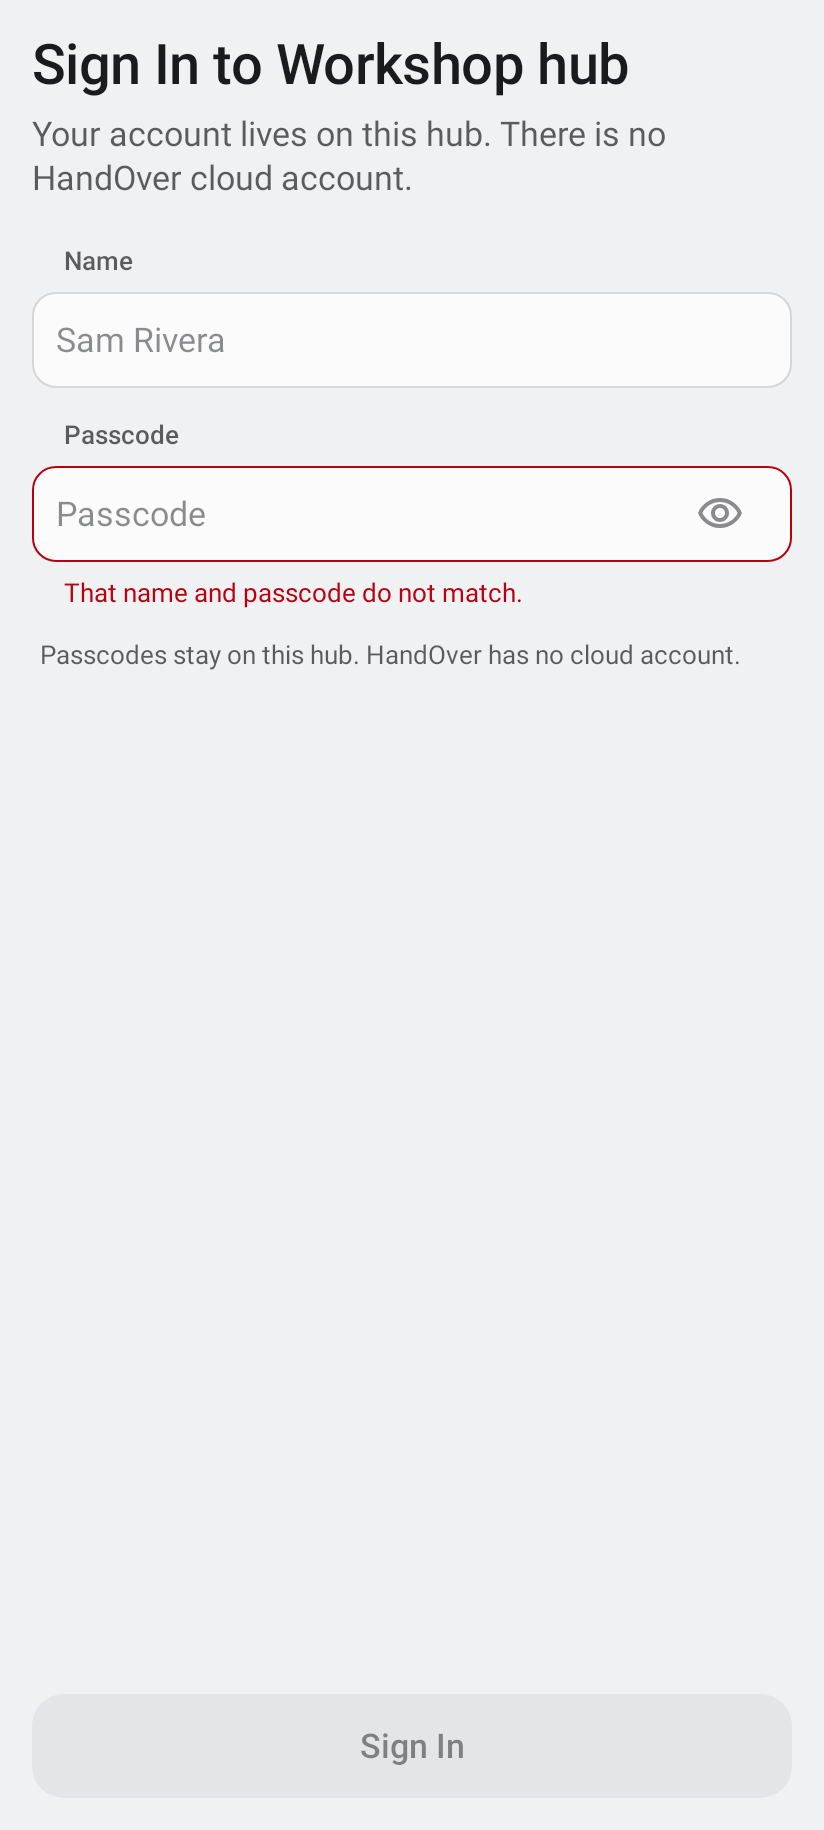 Sign In to Workshop hub
Your account lives on this hub. There is no
HandOver cloud account.
Name
Sam Rivera
Passcode
Passcode
That name and passcode do not match.
Passcodes stay on this hub. HandOver has no cloud account.
Sign In